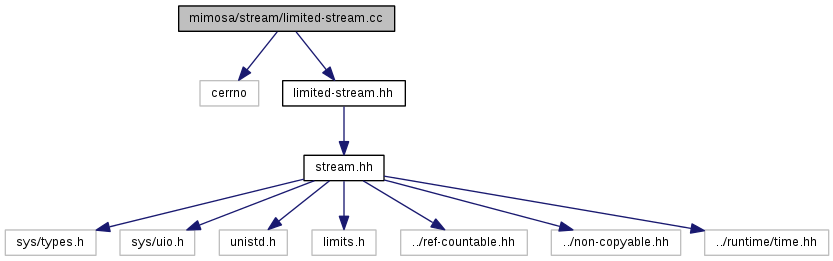 mimosa/stream/limited-stream.cc
cerrno
limited-stream.hh
stream.hh
sys/types.h
sys/uio.h
unistd.h
limits.h
../ref-countable.hh
../non-copyable.hh
../runtime/time.hh